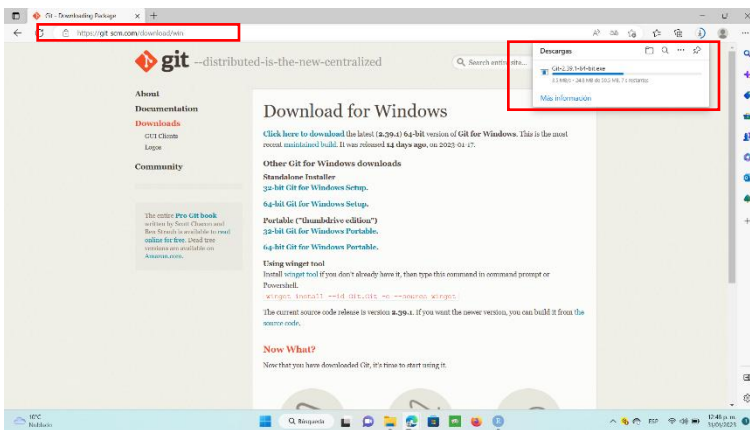 Git - Downloading Package
https://git-scm.com/download/win
git --distributed-is-the-new-centralized
Search entire site...
Descargas
Git-2.39.1-64-bit.exe
Más información
About
Documentation
Downloads
GUI Clients
Logos
Community
The entire Pro Git book
written by Scott Chacon and
Ben Straub is available to read
online for free. Dead tree
versions are available on
Amazon.com.
Download for Windows
Click here to download the latest (2.39.1) 64-bit version of Git for Windows. This is the most
recent maintained build. It was released 14 days ago, on 2023-01-17.
Other Git for Windows downloads
Standalone Installer
32-bit Git for Windows Setup.
64-bit Git for Windows Setup.
Portable ("thumbdrive edition")
32-bit Git for Windows Portable.
64-bit Git for Windows Portable.
Using winget tool
Install winget tool if you don't already have it, then type this command in command prompt or
Powershell.
winget install --id Git.Git -e --source winget
The current source code release is version 2.39.1. If you want the newer version, you can build it from the
source code.
Now What?
Now that you have downloaded Git, it's time to start using it.
10°C
Nublado
Búsqueda
ESP
12:48 p. m.
31/01/2023